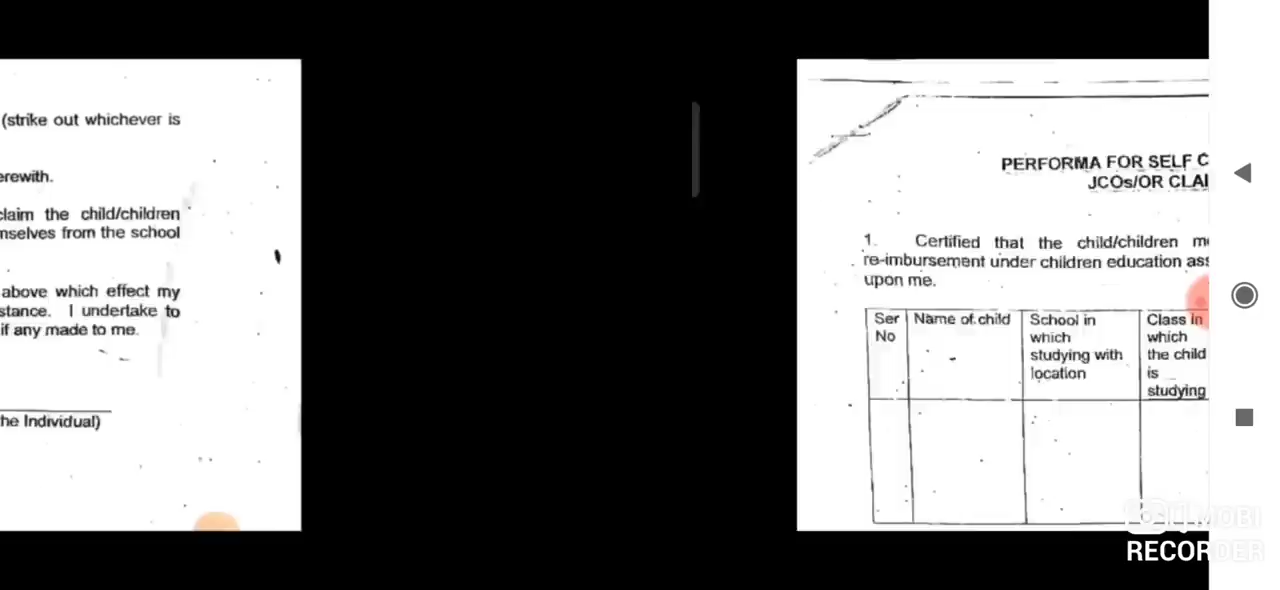 (strike out whichever is
erewith.
claim the child/children
nselves from the school
above which effect my
stance. I undertake to
if any made to me.
he Individual)
PERFORMA FOR SELF C
JCOs/OR CLAI
1. Certified that the child/children m
re-imbursement under children education ass
upon me.
Ser No
Name of child
School in
which
studying with
location
Class in
which
the child
is
studying
MOBI
RECORDER